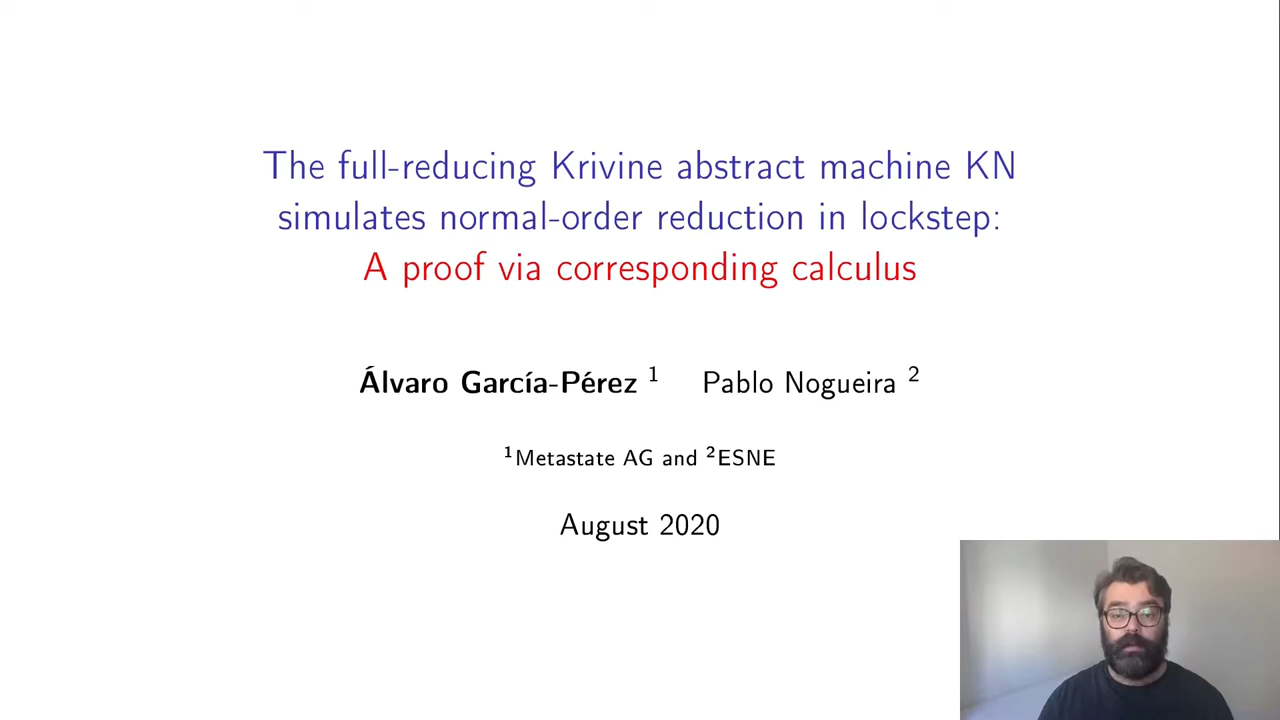 The full-reducing Krivine abstract machine KN
simulates normal-order reduction in lockstep:
A proof via corresponding calculus
Álvaro García-Pérez ¹ Pablo Nogueira ²
¹Metastate AG and ²ESNE
August 2020